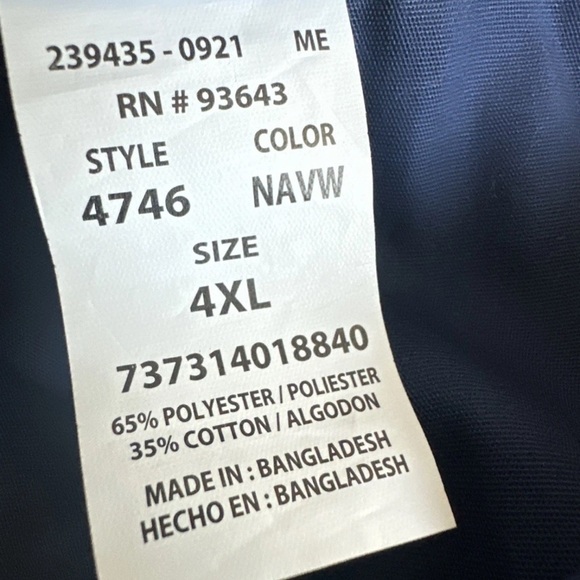 239435 - 0921 ME
RN # 93643
STYLE COLOR
4746 NAVW
SIZE
4XL
737314018840
65% POLYESTER / POLIESTER
35% COTTON / ALGODON
MADE IN : BANGLADESH
HECHO EN : BANGLADESH